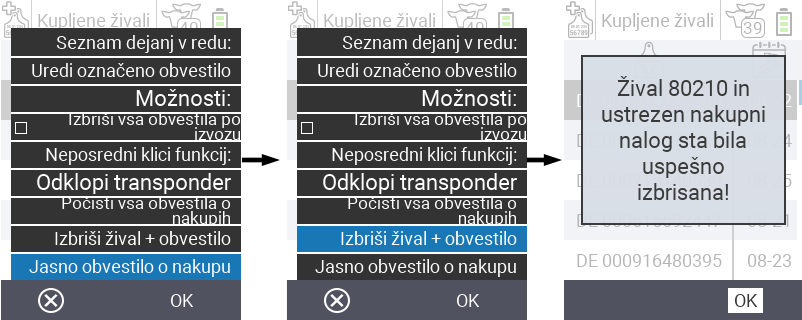 Kupljene živali
39
Seznam dejanj v redu:
Uredi označeno obvestilo
Možnosti:
Izbriši vsa obvestila po
izvozu
Neposredni klici funkcij:
Odklopi transponder
Počisti vsa obvestila o
nakupih
Izbriši žival + obvestilo
Jasno obvestilo o nakupu
OK
Kupljene živali
Seznam dejanj v redu:
Uredi označeno obvestilo
Možnosti:
Izbriši vsa obvestila po
izvozu
Neposredni klici funkcij:
Odklopi transponder
Počisti vsa obvestila o
nakupih
Izbriši žival + obvestilo
Jasno obvestilo o nakupu
OK
Kupljene živali
39
Žival 80210 in
ustrezen nakupni
nalog sta bila
uspešno
izbrisana!
DE 000916480395 08-23
OK